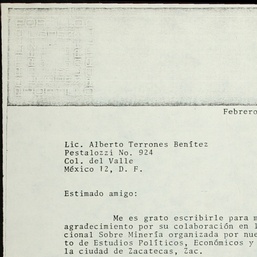 Febrero
Lic. Alberto Terrones Benítez
Pestalozzi No. 924
Col. del Valle
México 12, D. F.
Estimado amigo:
Me es grato escribirle para m
agradecimiento por su colaboración en l
cional Sobre Minería organizada por nue
to de Estudios Políticos, Económicos y
la ciudad de Zacatecas, Zac.